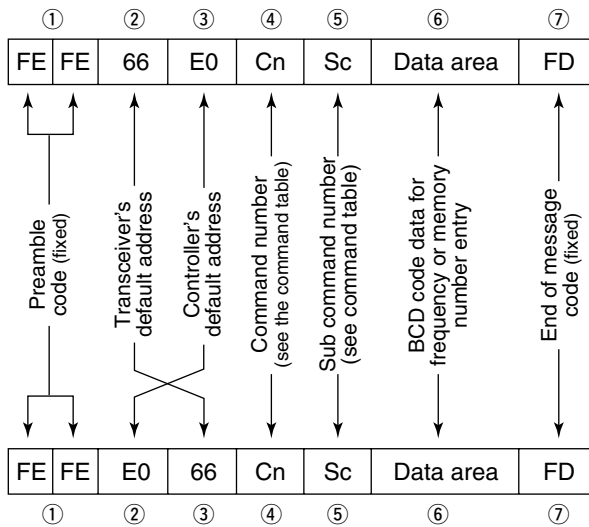 ① ② ③ ④ ⑤ ⑥ ⑦
FE FE 66 E0 Cn Sc Data area FD
Preamble
code (fixed)
Transceiver's
default address
Controller's
default address
Command number
(see the command table)
Sub command number
(see command table)
BCD code data for
frequency or memory
number entry
End of message
code (fixed)
FE FE E0 66 Cn Sc Data area FD
① ② ③ ④ ⑤ ⑥ ⑦